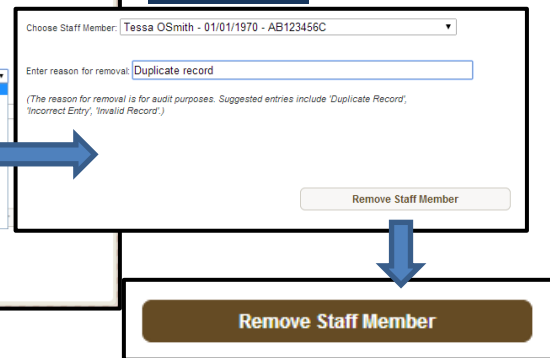 Choose Staff Member: Tessa OSmith - 01/01/1970 - AB123456C
Enter reason for removal: Duplicate record
(The reason for removal is for audit purposes. Suggested entries include 'Duplicate Record',
'Incorrect Entry', 'Invalid Record'.)
Remove Staff Member
Remove Staff Member